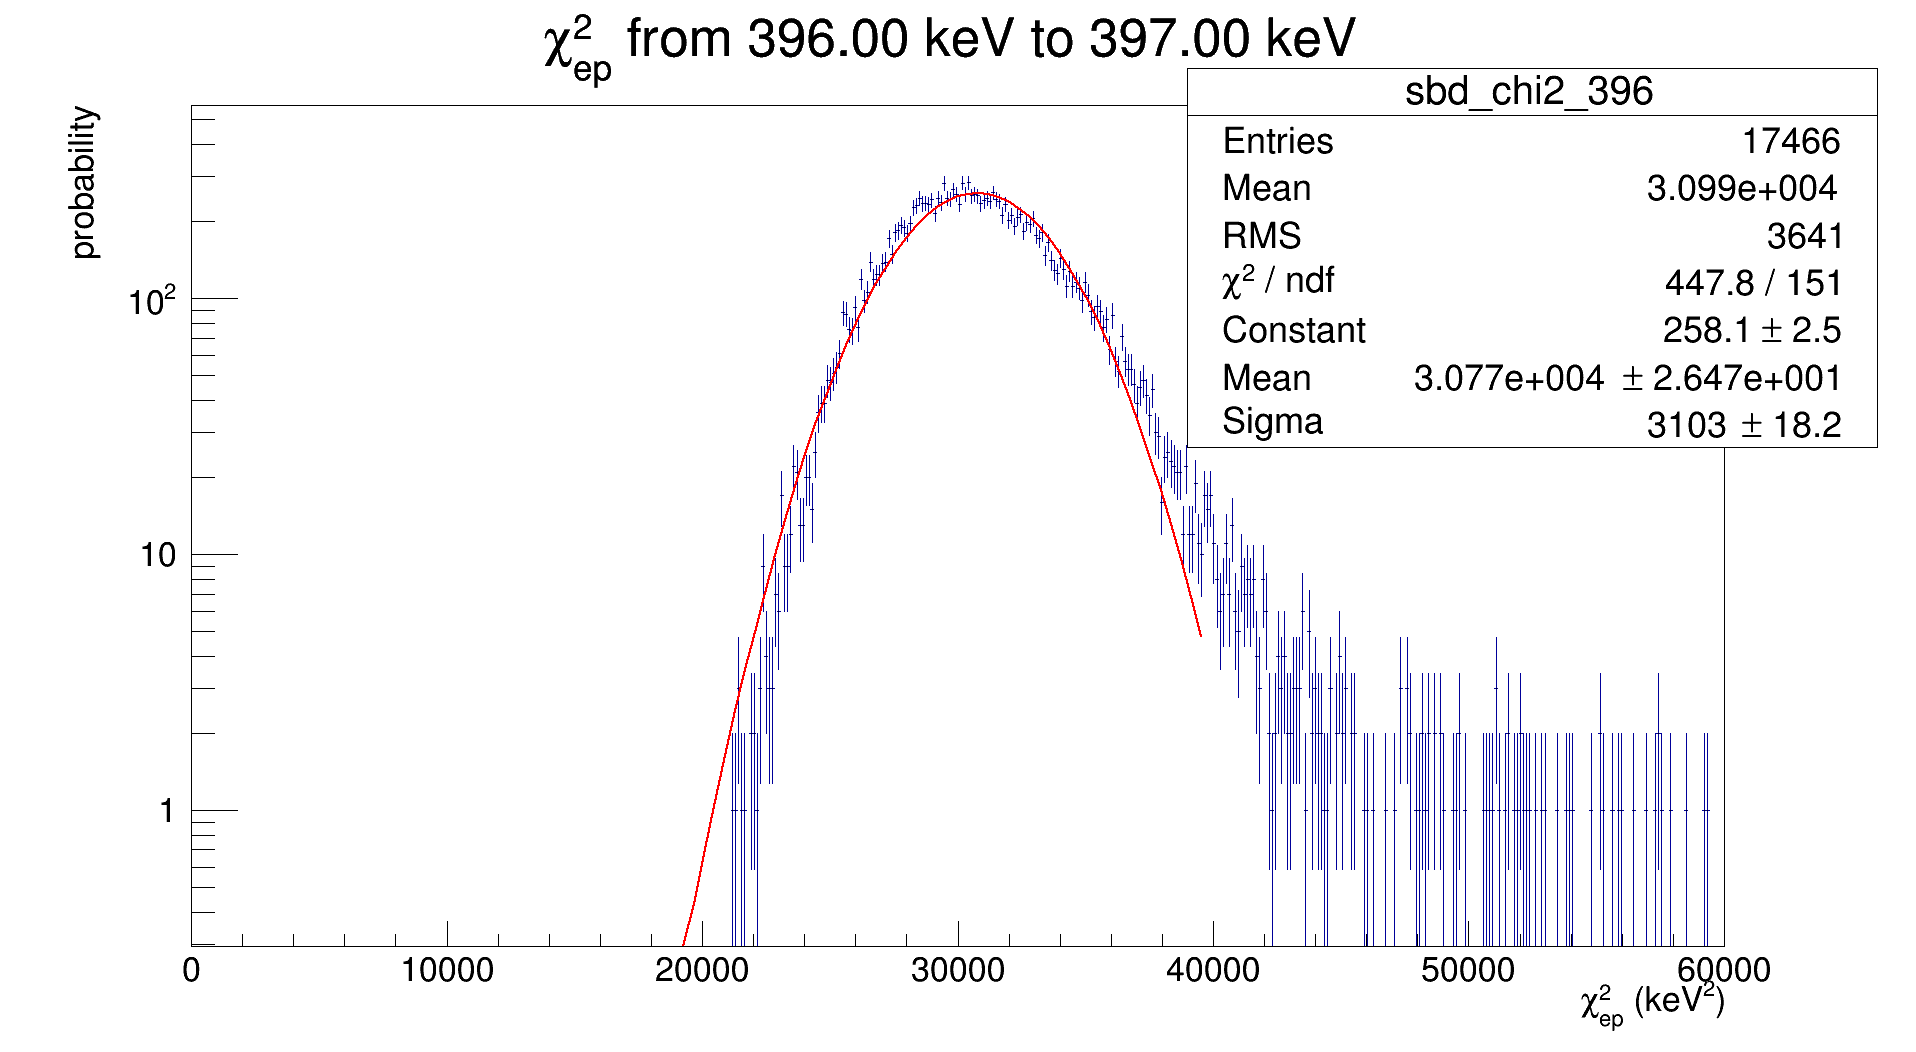 χ²ep from 396.00 keV to 397.00 keV
probability
sbd_chi2_396
Entries 17466
Mean 3.099e+004
RMS 3641
χ² / ndf 447.8 / 151
Constant 258.1 ± 2.5
Mean 3.077e+004 ± 2.647e+001
Sigma 3103 ± 18.2
10²
10
1
0 10000 20000 30000 40000 50000 60000
χ²ep (keV²)